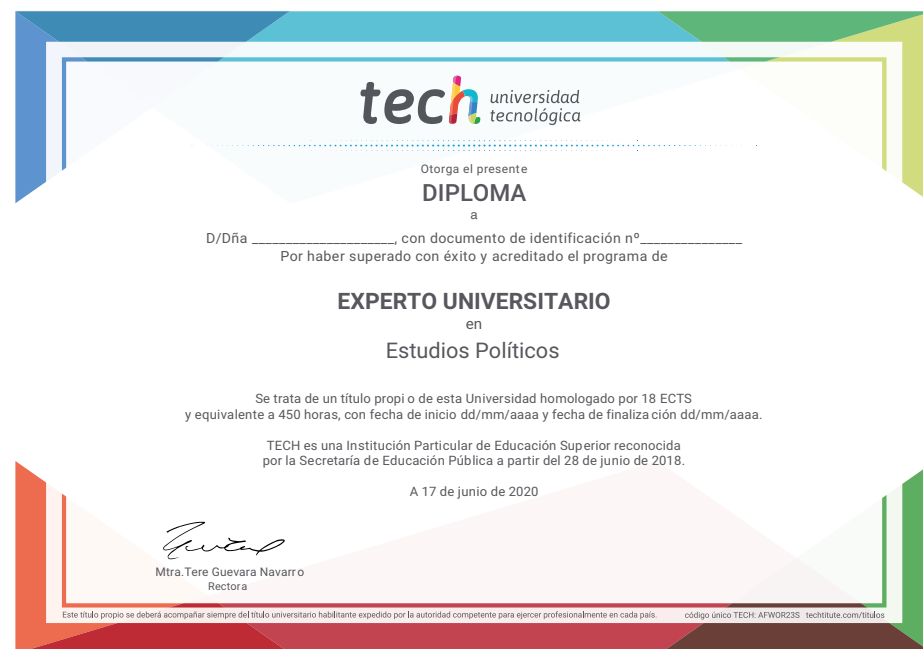 tech universidad
tecnológica
Otorga el presente
DIPLOMA
a
D/Dña _____________________, con documento de identificación nº_______________
Por haber superado con éxito y acreditado el programa de
EXPERTO UNIVERSITARIO
en
Estudios Políticos
Se trata de un título propi o de esta Universidad homologado por 18 ECTS
y equivalente a 450 horas, con fecha de inicio dd/mm/aaaa y fecha de finaliza ción dd/mm/aaaa.
TECH es una Institución Particular de Educación Superior reconocida
por la Secretaría de Educación Pública a partir del 28 de junio de 2018.
A 17 de junio de 2020
Mtra.Tere Guevara Navarro
Rectora
Este título propio se deberá acompañar siempre del título universitario habilitante expedido por la autoridad competente para ejercer profesionalmente en cada país. código único TECH: AFWOR23S techtitute.com/titulos